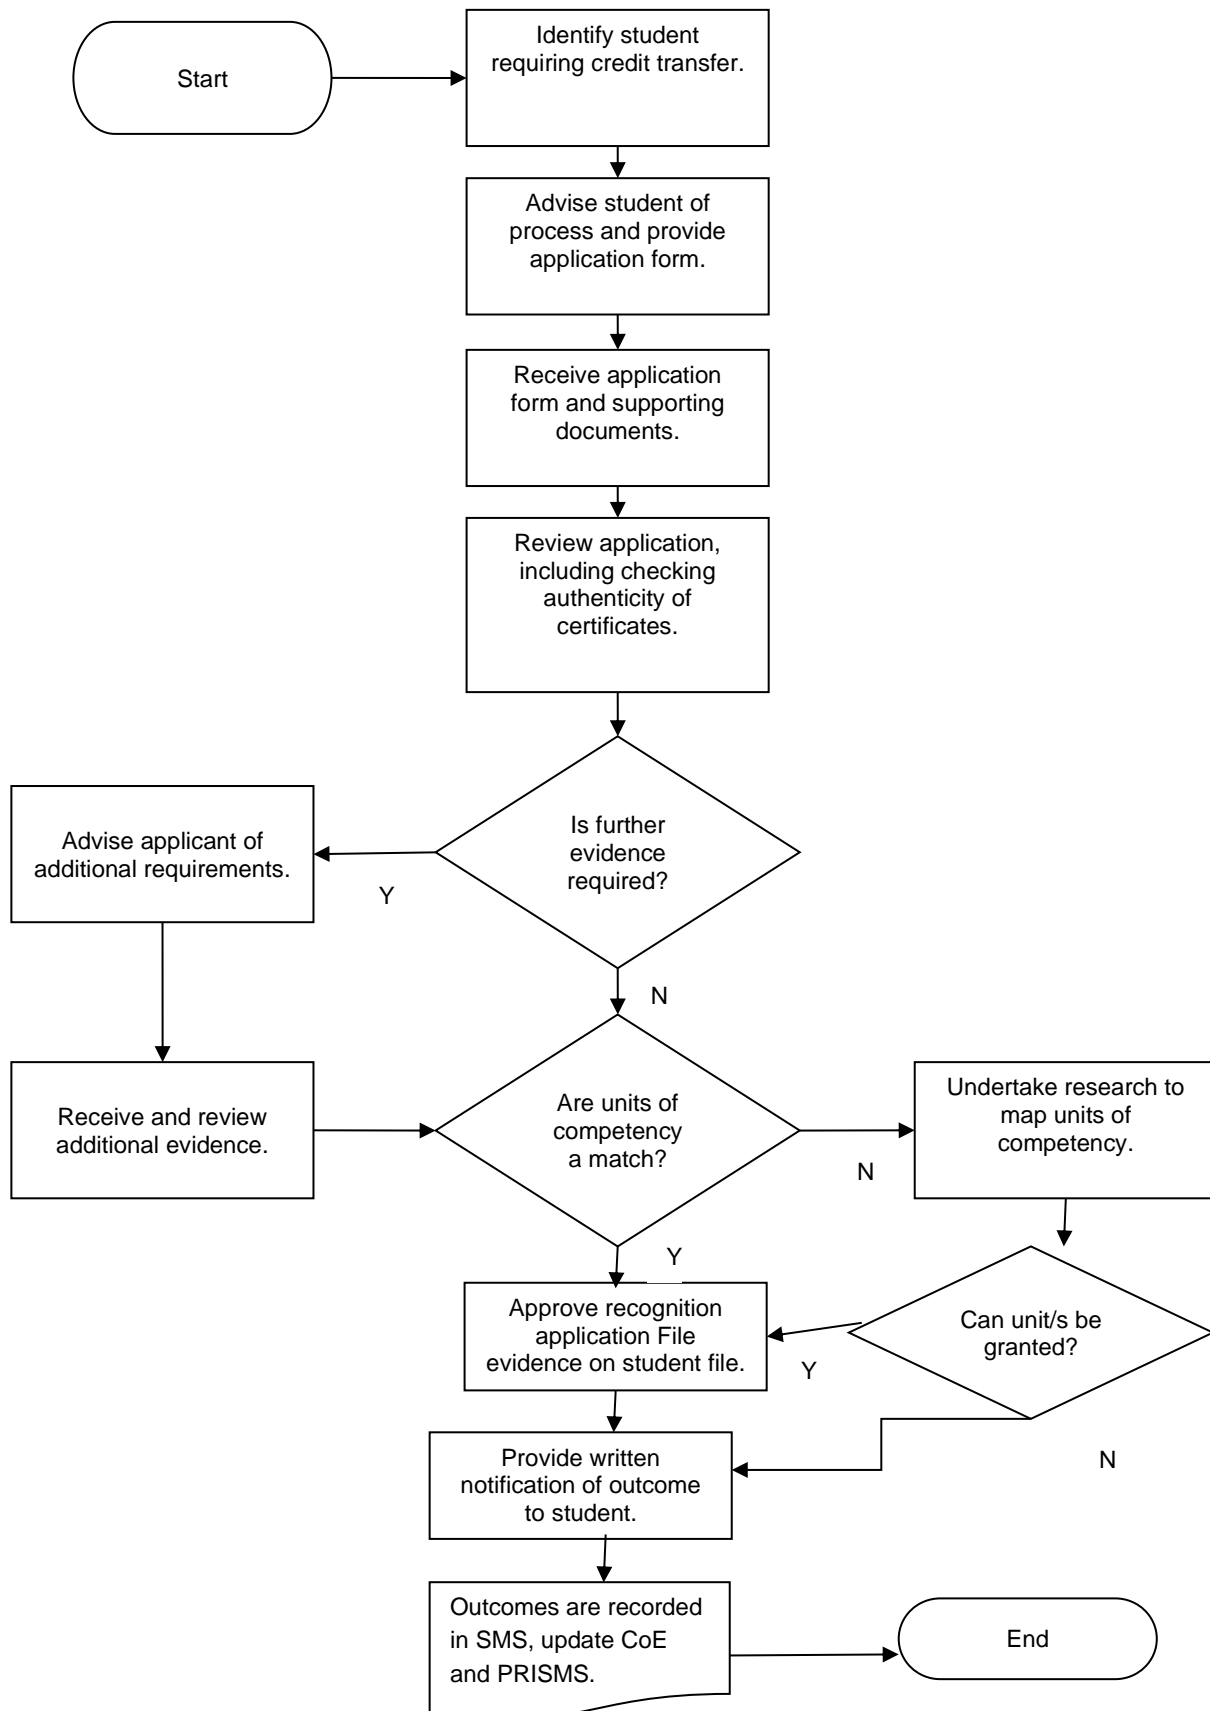 Start
Identify student
requiring credit transfer.
Advise student of
process and provide
application form.
Receive application
form and supporting
documents.
Review application,
including checking
authenticity of
certificates.
Is further
evidence
required?
Advise applicant of
additional requirements.
Y
N
Receive and review
additional evidence.
Are units of
competency
a match?
Undertake research to
map units of
competency.
N
Y
Approve recognition
application File
evidence on student file.
Can unit/s be
granted?
Y
N
Provide written
notification of outcome
to student.
Outcomes are recorded
in SMS, update CoE
and PRISMS.
End